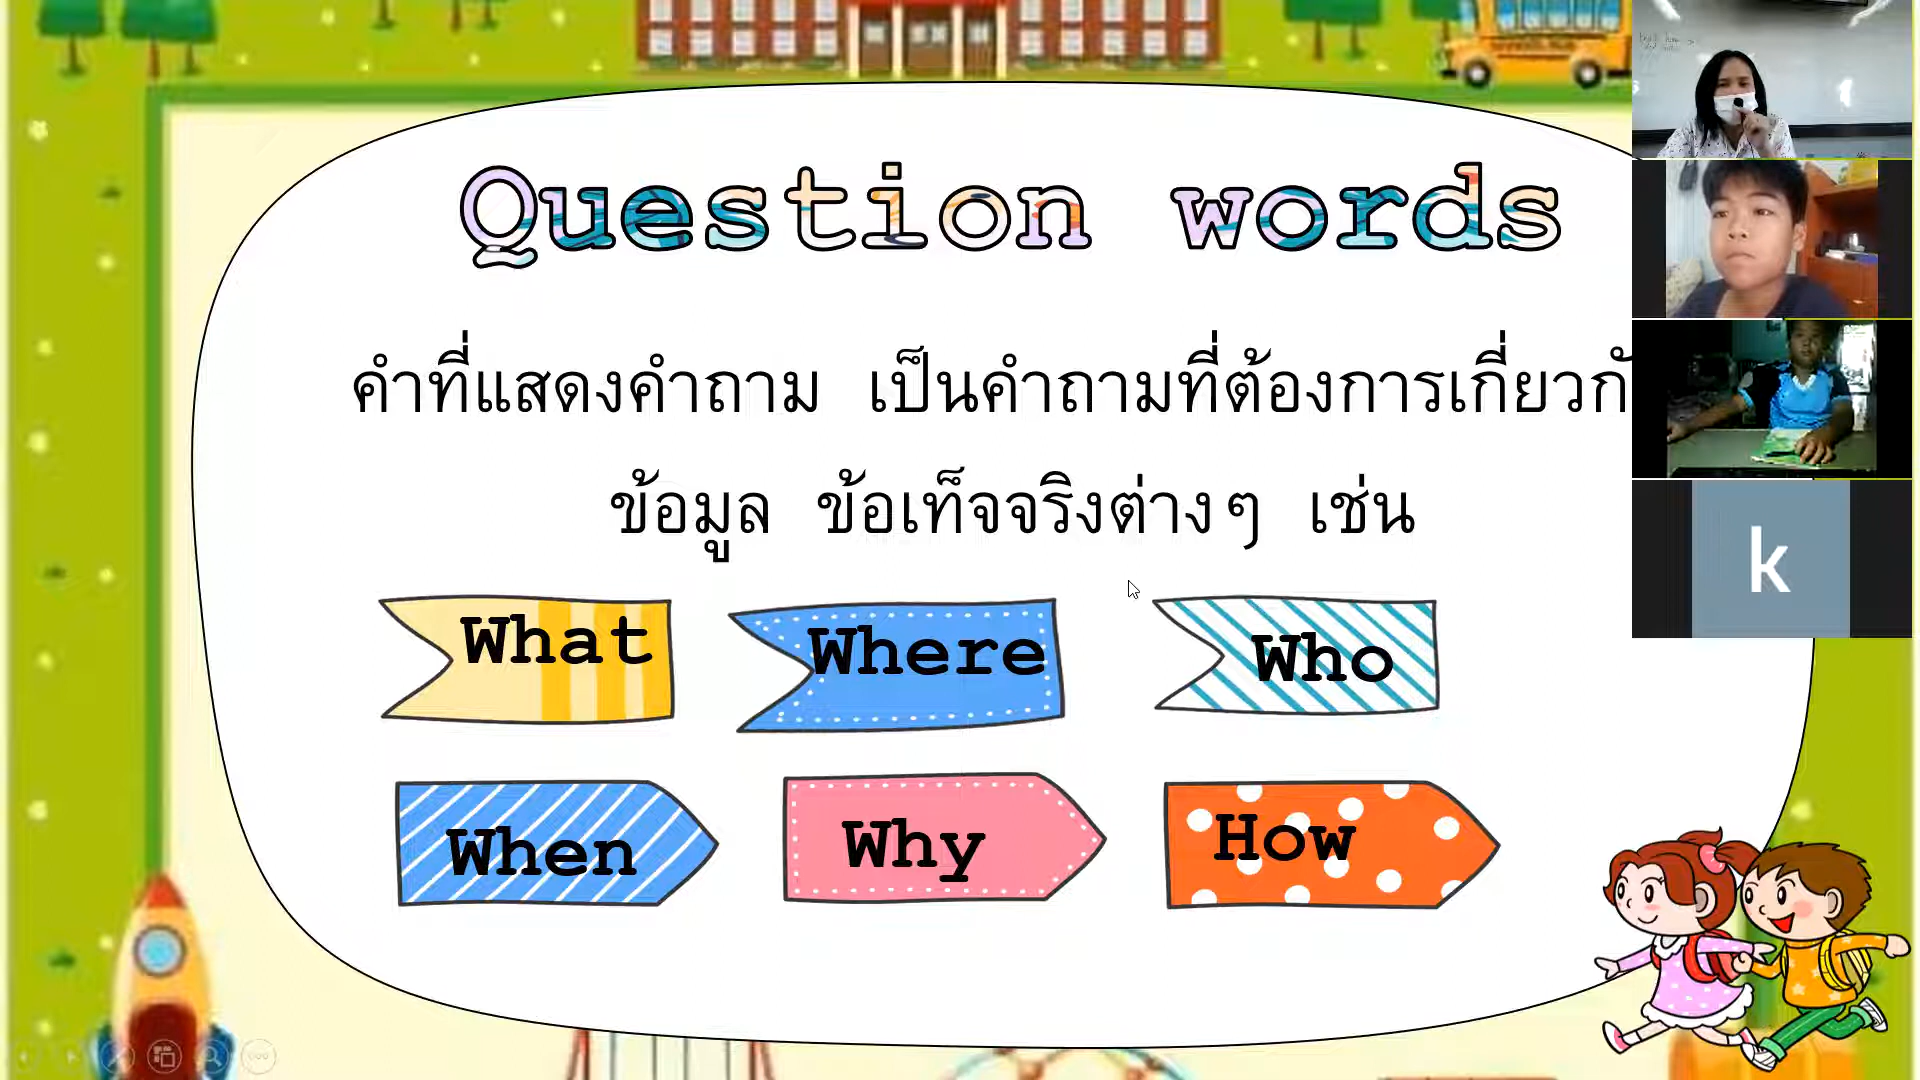 Question words
คำที่แสดงคำถาม เป็นคำถามที่ต้องการเกี่ยวกั
ข้อมูล ข้อเท็จจริงต่างๆ เช่น
What Where Who
When Why How
k